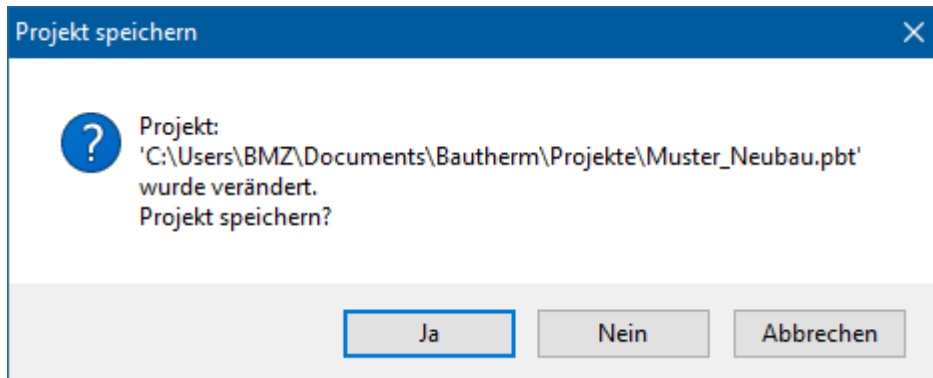 Projekt speichern
Projekt:
'C:\Users\BMZ\Documents\Bautherm\Projekte\Muster_Neubau.pbt'
wurde verändert.
Projekt speichern?
Ja
Nein
Abbrechen